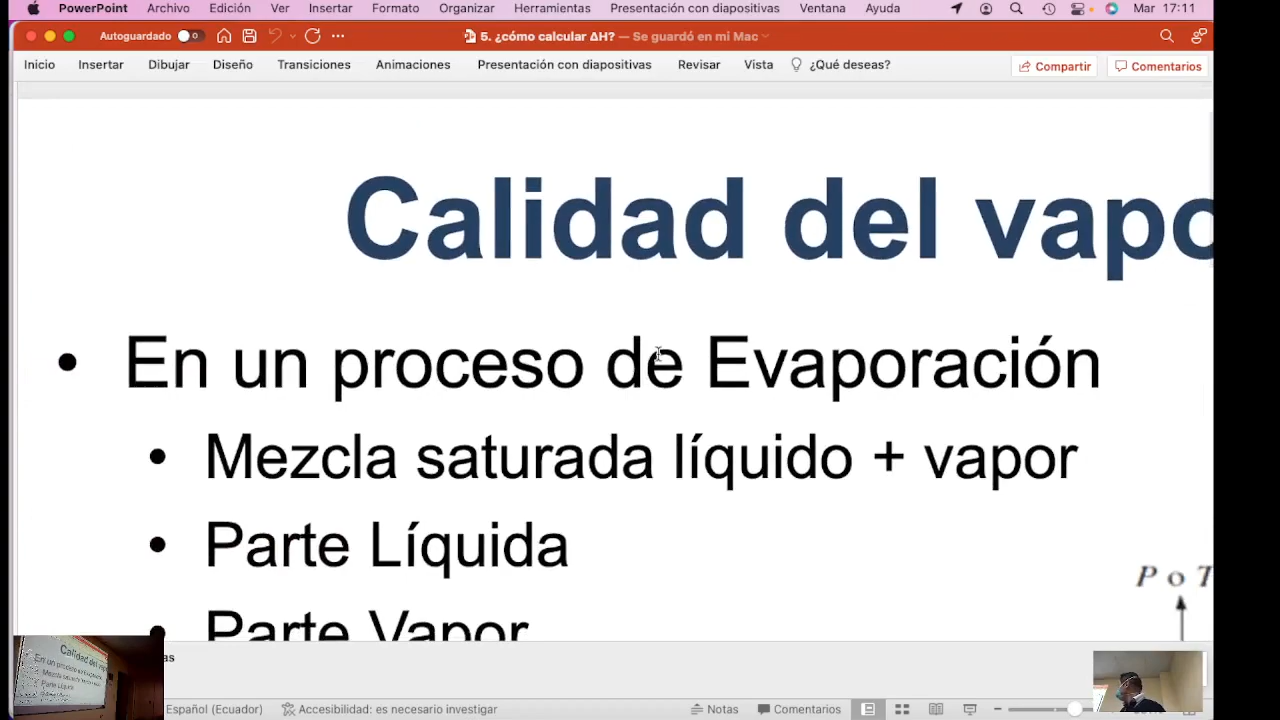 PowerPoint Archivo Edición Ver Insertar Formato Organizar Herramientas Presentación con diapositivas Ventana Ayuda Mar 17:11
Autoguardado 5. ¿cómo calcular ΔH? — Se guardó en mi Mac
Inicio Insertar Dibujar Diseño Transiciones Animaciones Presentación con diapositivas Revisar Vista ¿Qué deseas? Compartir Comentarios
Calidad del vapo
• En un proceso de Evaporación
• Mezcla saturada líquido + vapor
• Parte Líquida
P o T
• Parte Vapor
Español (Ecuador) Accesibilidad: es necesario investigar Notas Comentarios